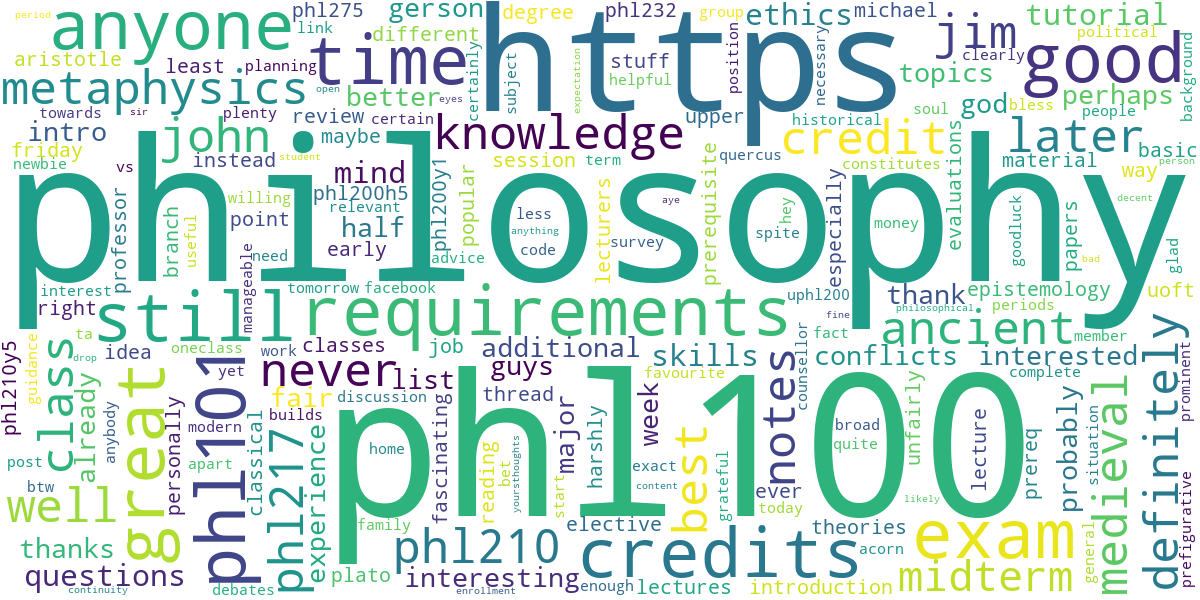 period
anyone
https
phl275
link
gerson
degree
phl232
group
ethics
michael
tutorial
political
different
aristotle
least
planning
time
open
eyes
certainly
subject
expectation
stuff
helpful
position
necessary
jim
clearly
good
background
metaphysics
better
topics
perhaps
towards
sir
plenty
review
certain
upper
soul
god
bless
people
historical
intro
john
maybe
knowledge
credit
later
basic
friday
newbie
vs
instead
session
term
quercus
constitutes
material
way
person
student
mind
phl200h5
willing
relevant
prerequisite
evaluations
philosophy
professor
branch
useful
variety
point
half
phl200y1
popular
lecturers
less
anything
code
aye
survey
hey
spite
money
especially
goodluck
papers
glad
decent
bad
manageable
need
early
advice
interest
tomorrow
facebook
uphl200
philosophical
epistemology
periods
uoft
right
still
requirements
thank
ancient
fine
fact
member
prominent
phl210y5
guidance
ta
drop
oneclass
work
classes
job
additional
skills
conflicts
interested
class
idea
yet
never
list
guys
favourite
counsellor
complete
great
already
anybody
personally
builds
discussion
thread
week
best
phl100
notes
broad
quite
unfairly
lecture
prereq
probably
situation
medieval
definitely
phl101
fair
major
modern
classical
phl217
experience
home
fascinating
reading
bet
yoursthoughts
start
harshly
exact
content
grateful
post
apart
btw
well
ever
today
likely
family
elective
theories
exam
general
prefigurative
thanks
phl210
credits
acorn
midterm
questions
plato
interesting
enough
lectures
introduction
continuity
debates
enrollment